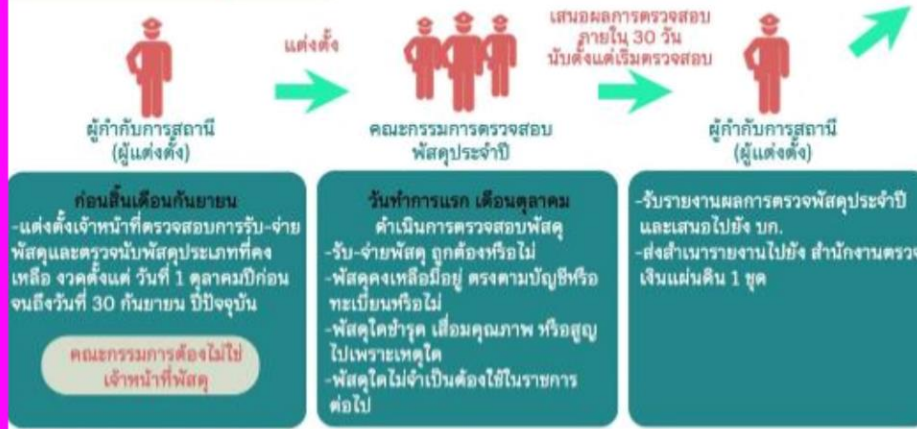 แต่งตั้ง
เสนอผลการตรวจสอบ
ภายใน 30 วัน
นับตั้งแต่เริ่มตรวจสอบ
ผู้กำกับการสถานี
(ผู้แต่งตั้ง)
คณะกรรมการตรวจสอบ
พัสดุประจำปี
ผู้กำกับการสถานี
(ผู้แต่งตั้ง)
ก่อนสิ้นเดือนกันยายน
-แต่งตั้งเจ้าหน้าที่ตรวจสอบการรับ-จ่าย
พัสดุและตรวจนับพัสดุประเภทที่คง
เหลือ งวดตั้งแต่ วันที่ 1 ตุลาคมปีก่อน
จนถึงวันที่ 30 กันยายน ปีปัจจุบัน
คณะกรรมการต้องไม่ใช่
เจ้าหน้าที่พัสดุ
วันทำการแรก เดือนตุลาคม
ดำเนินการตรวจสอบพัสดุ
-รับ-จ่ายพัสดุ ถูกต้องหรือไม่
-พัสดุคงเหลือมีอยู่ ตรงตามบัญชีหรือ
ทะเบียนหรือไม่
-พัสดุใดชำรุด เสื่อมคุณภาพ หรือสูญ
ไปเพราะเหตุใด
-พัสดุใดไม่จำเป็นต้องใช้ในราชการ
ต่อไป
-รับรายงานผลการตรวจพัสดุประจำปี
และเสนอไปยัง บก.
-ส่งสำเนารายงานไปยัง สำนักงานตรวจ
เงินแผ่นดิน 1 ชุด